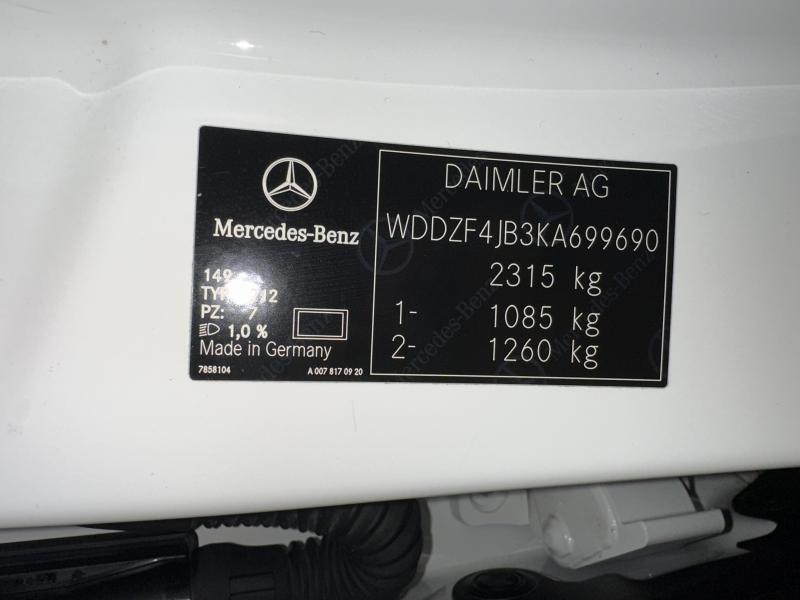 Mercedes-Benz
149
PZ: 7
1,0 %
Made in Germany
7858104
A 007 817 09 20
DAIMLER AG
WDDZF4JB3KA699690
2315 kg
1- 1085 kg
2- 1260 kg